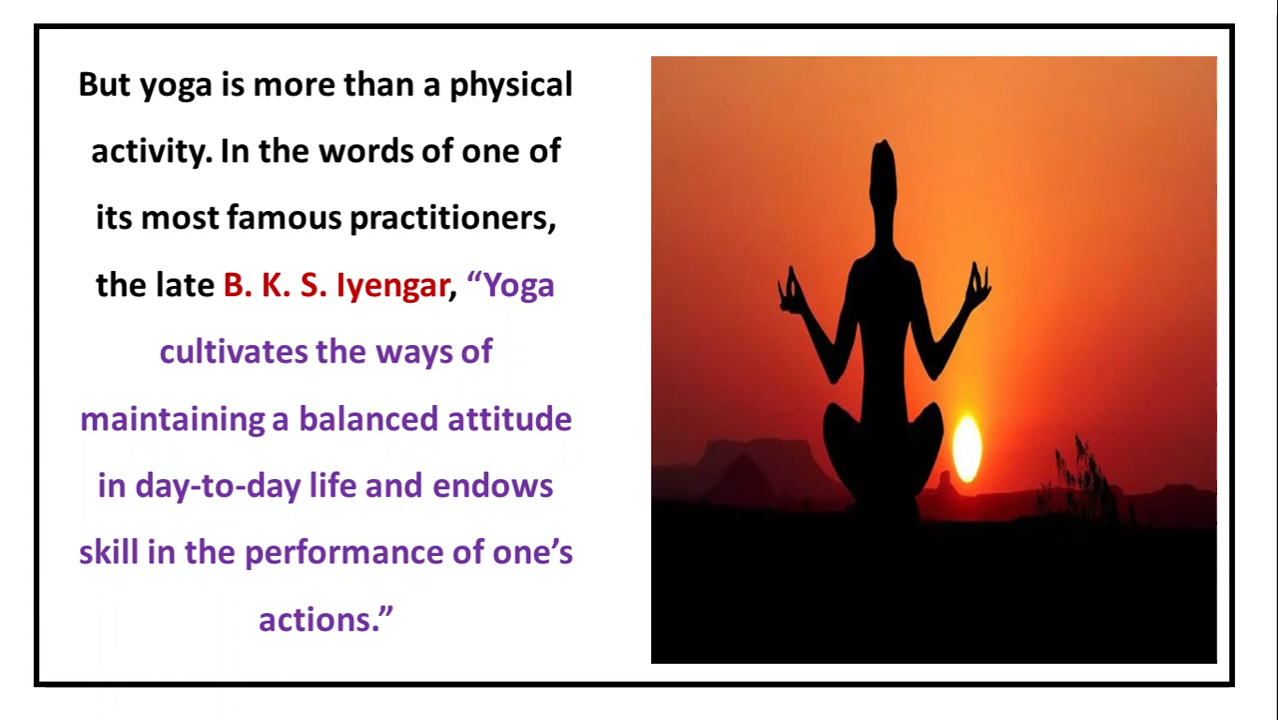 But yoga is more than a physical
activity. In the words of one of
its most famous practitioners,
the late B. K. S. Iyengar, “Yoga
cultivates the ways of
maintaining a balanced attitude
in day-to-day life and endows
skill in the performance of one’s
actions.”